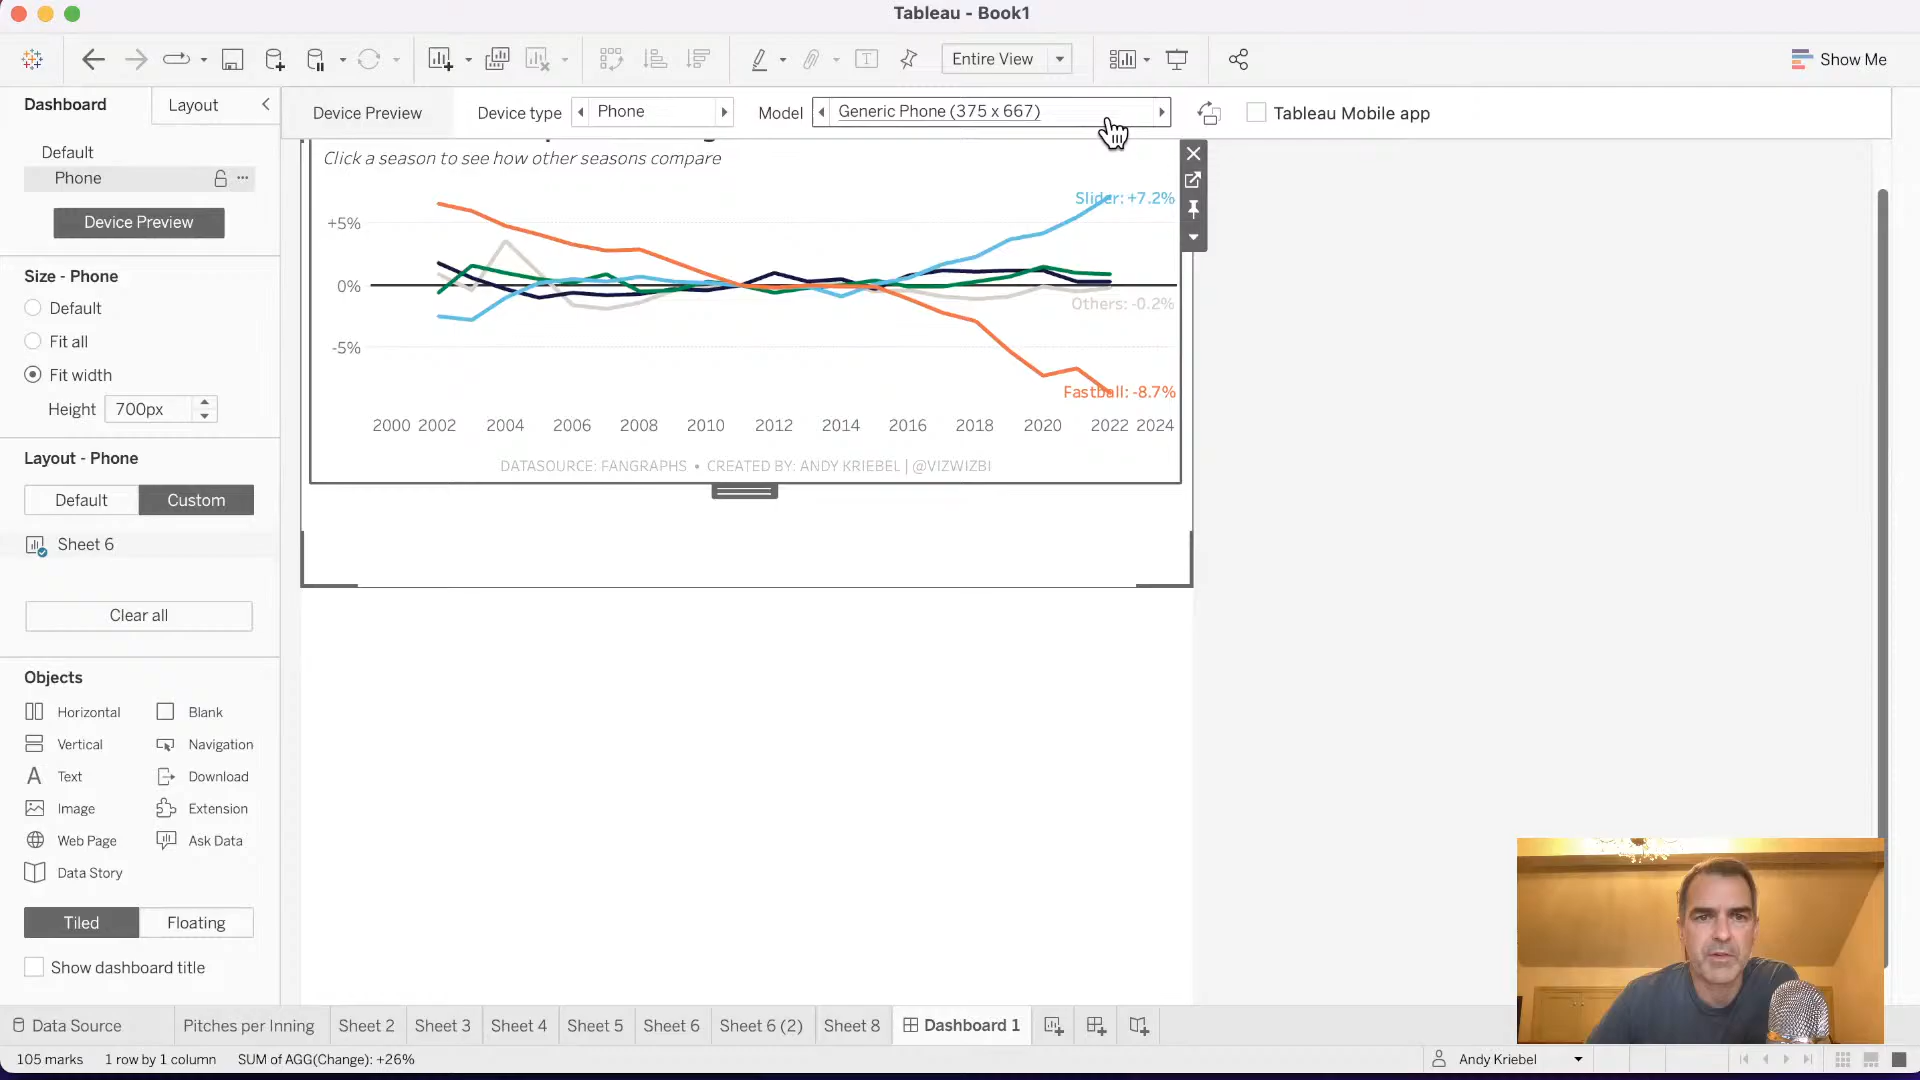 Tableau - Book1
Entire View
Show Me
Dashboard
Layout
Device Preview
Device type
Phone
Model
Generic Phone (375 x 667)
Tableau Mobile app
Default
Phone
Device Preview
Size - Phone
Default
Fit all
Fit width
Height
700px
Layout - Phone
Default
Custom
Sheet 6
Clear all
Objects
Horizontal
Blank
Vertical
Navigation
Text
Download
Image
Extension
Web Page
Ask Data
Data Story
Tiled
Floating
Show dashboard title
Click a season to see how other seasons compare
Slider: +7.2%
+5%
0%
Others: -0.2%
-5%
Fastball: -8.7%
2000 2002 2004 2006 2008 2010 2012 2014 2016 2018 2020 2022 2024
DATASOURCE: FANGRAPHS • CREATED BY: ANDY KRIEBEL | @VIZWIZBI
Data Source
Pitches per Inning
Sheet 2
Sheet 3
Sheet 4
Sheet 5
Sheet 6
Sheet 6 (2)
Sheet 8
Dashboard 1
105 marks
1 row by 1 column
SUM of AGG(Change): +26%
Andy Kriebel